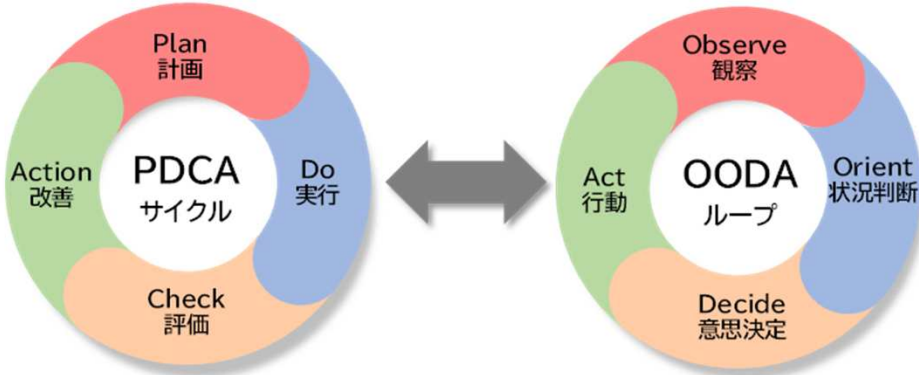 Plan
計画
Do
実行
Check
評価
Action
改善
PDCA
サイクル
Observe
観察
Orient
状況判断
Decide
意思決定
Act
行動
OODA
ループ